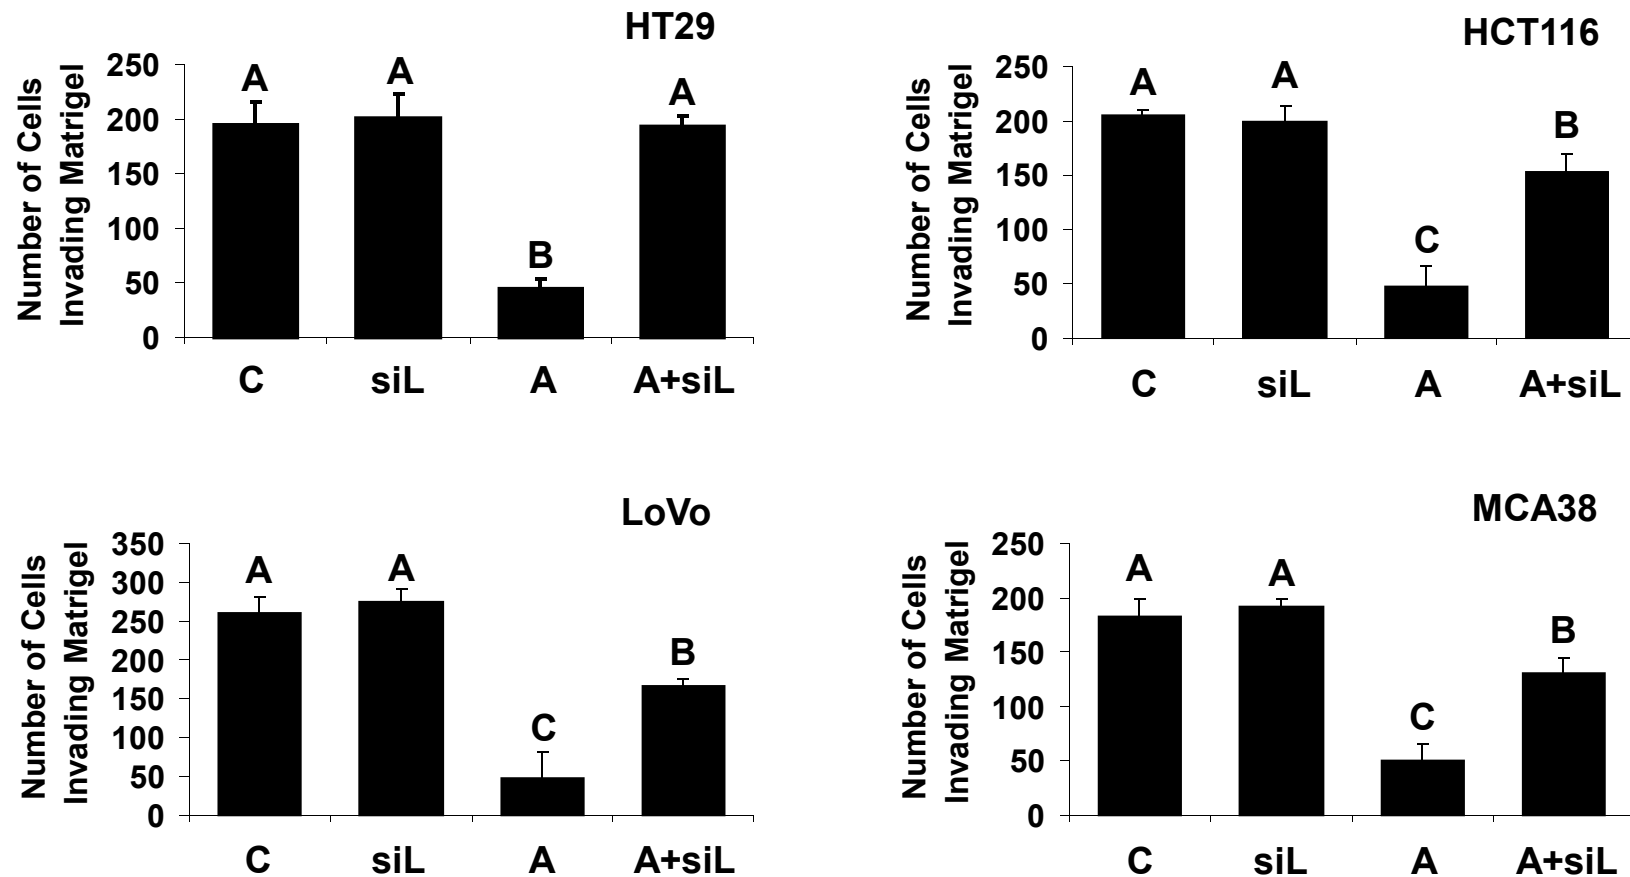 HT29
Number of Cells
Invading Matrigel
250
200
150
100
50
0
A
A
B
A
C
siL
A
A+siL
HCT116
Number of Cells
Invading Matrigel
250
200
150
100
50
0
A
A
C
B
C
siL
A
A+siL
LoVo
Number of Cells
Invading Matrigel
350
300
250
200
150
100
50
0
A
A
C
B
C
siL
A
A+siL
MCA38
Number of Cells
Invading Matrigel
250
200
150
100
50
0
A
A
C
B
C
siL
A
A+siL